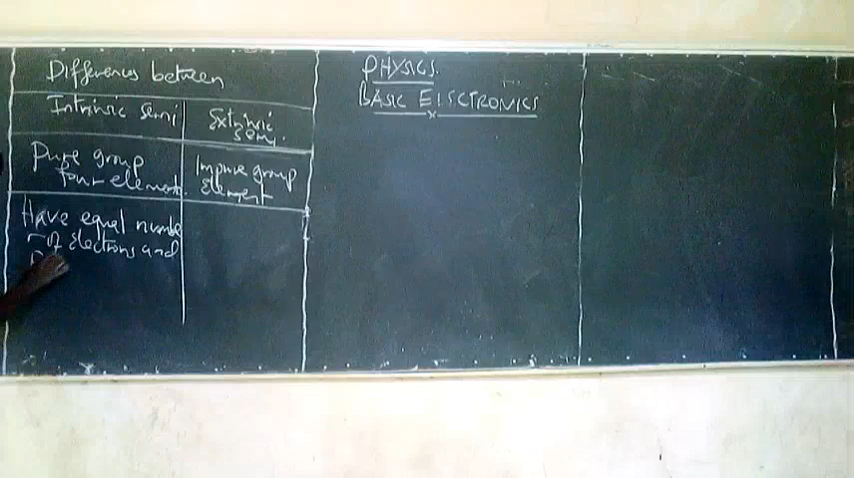 Differences between
Intrinsic semi
Extrinsic
semi.
Pure group
four element.
Impure group
Element
Have equal numbe
r of Electrons and
PHYSICS.
BASIC ELECTRONICS